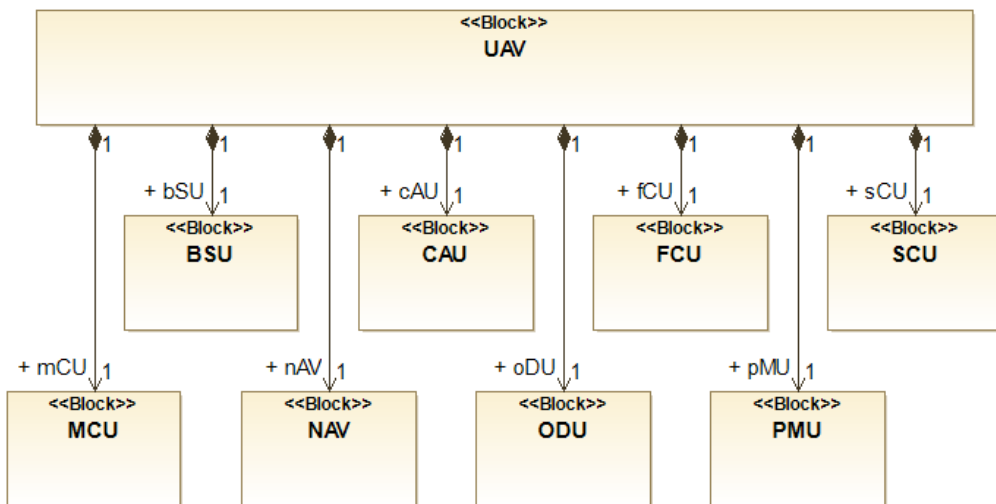 <<Block>>
UAV
1 1 1 1 1 1 1 1
+ bSU 1 + cAU 1 + fCU 1 + sCU 1
<<Block>> <<Block>> <<Block>> <<Block>>
BSU CAU FCU SCU
+ mCU 1 + nAV 1 + oDU 1 + pMU 1
<<Block>> <<Block>> <<Block>> <<Block>>
MCU NAV ODU PMU